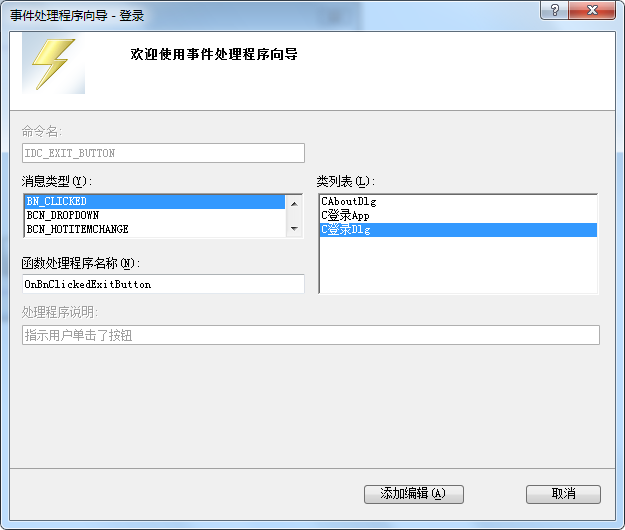 事件处理程序向导 - 登录
欢迎使用事件处理程序向导
命令名:
IDC_EXIT_BUTTON
消息类型(Y):
类列表(L):
BN_CLICKED
BCN_DROPDOWN
BCN_HOTITEMCHANGE
CAboutDlg
C登录App
C登录Dlg
函数处理程序名称(N):
OnBnClickedExitButton
处理程序说明:
指示用户单击了按钮
添加编辑(A)
取消